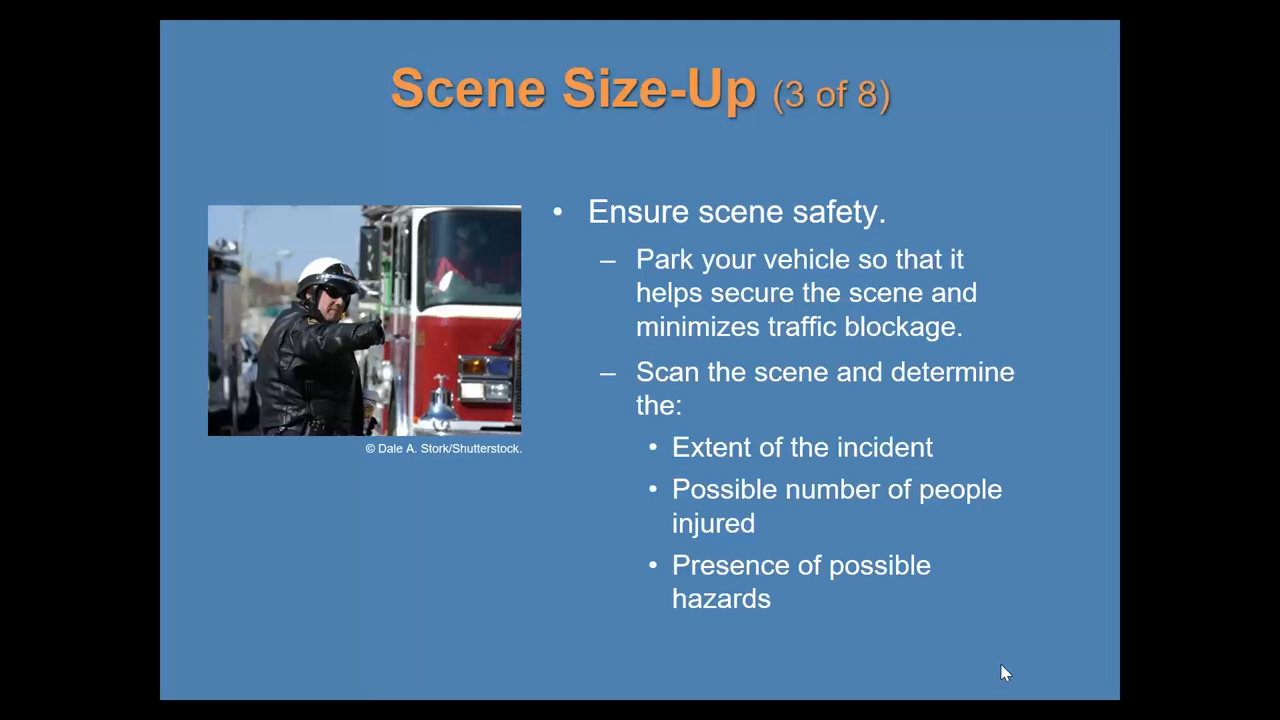 Scene Size-Up (3 of 8)
• Ensure scene safety.
– Park your vehicle so that it
helps secure the scene and
minimizes traffic blockage.
– Scan the scene and determine
the:
• Extent of the incident
• Possible number of people
injured
• Presence of possible
hazards
© Dale A. Stork/Shutterstock.